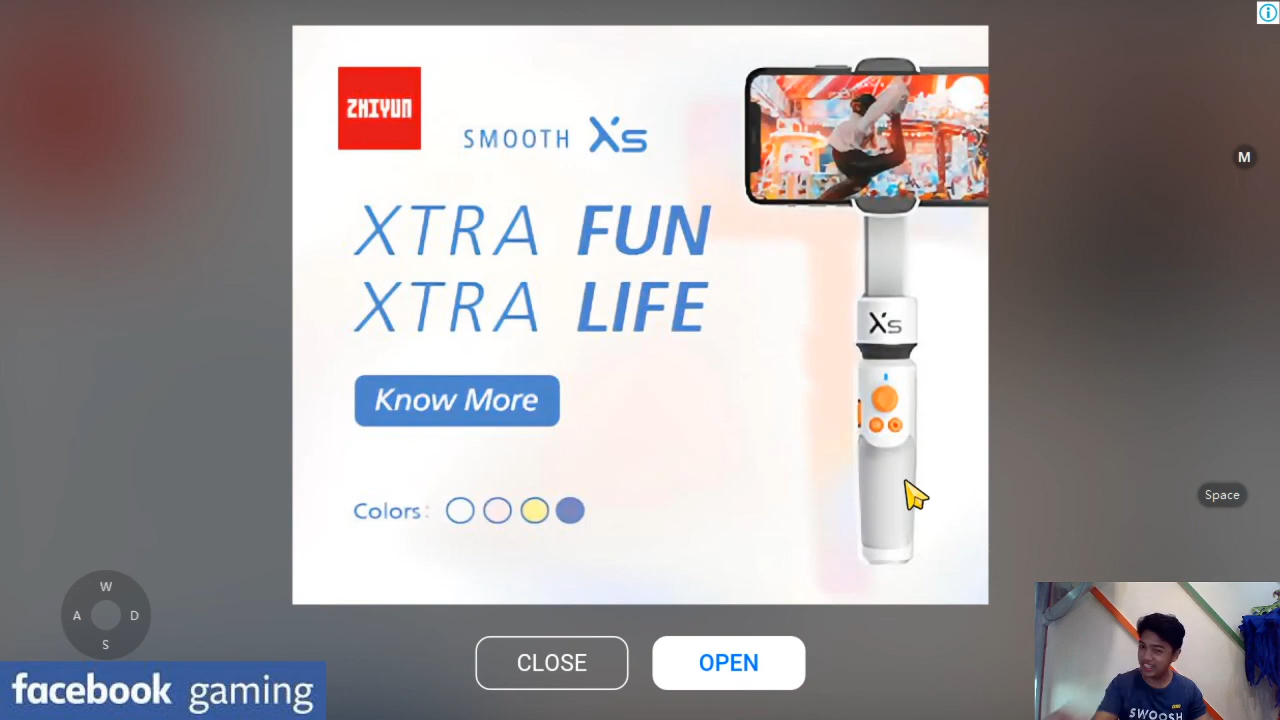 ZHIYUN
SMOOTH Xs
XTRA FUN
XTRA LIFE
Xs
Know More
Colors:
M
Space
W
A D
S
CLOSE
OPEN
facebook gaming
SWOOSH